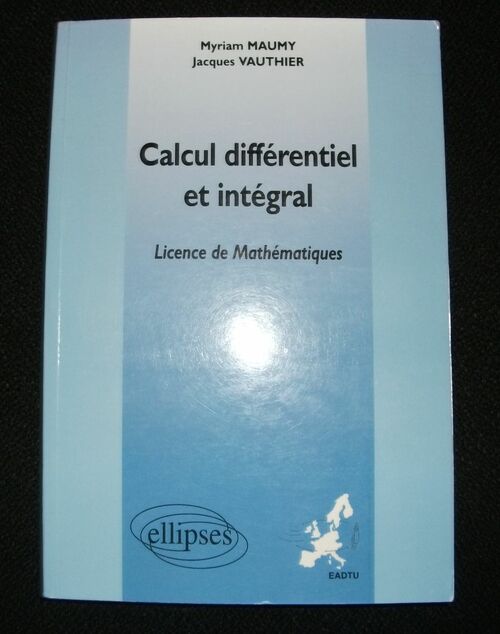 Myriam MAUMY
Jacques VAUTHIER
Calcul différentiel
et intégral
Licence de Mathématiques
ellipses
EADTU